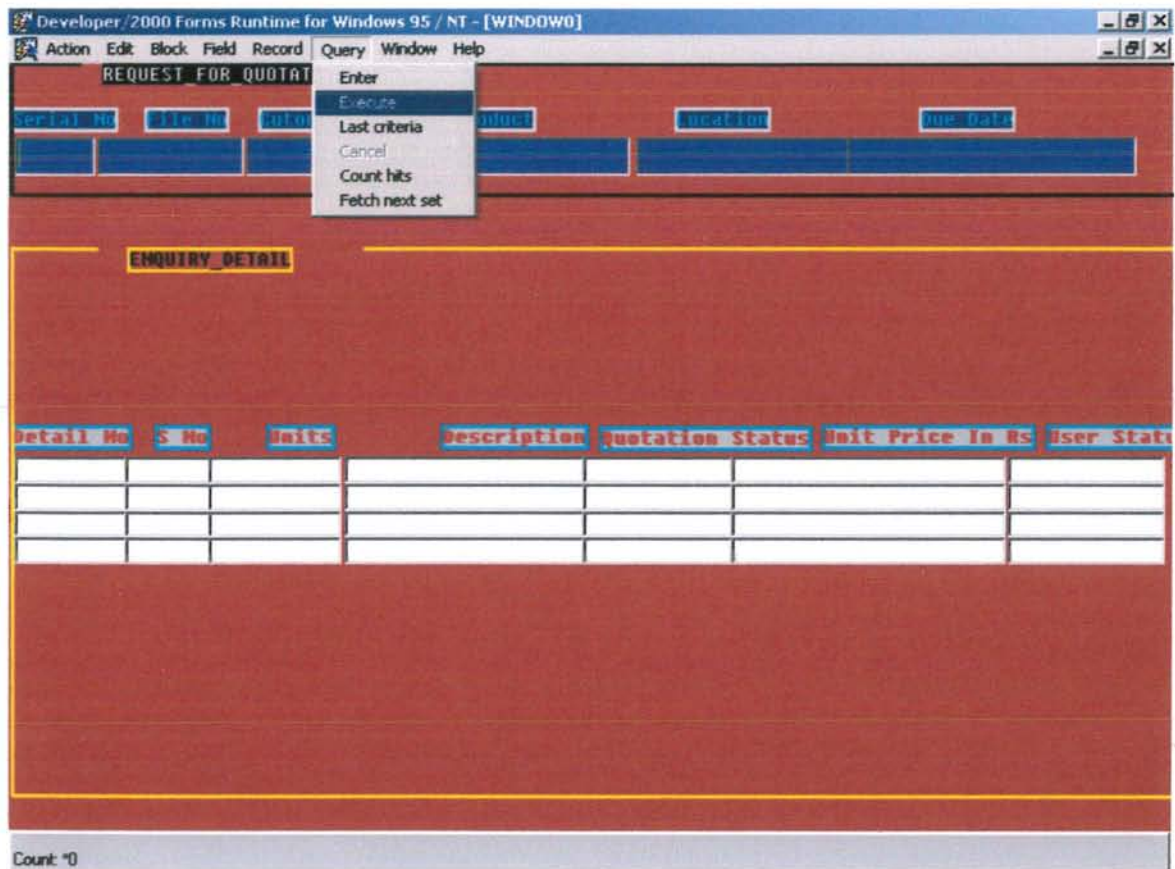 Developer/2000 Forms Runtime for Windows 95 / NT - [WINDOW0]
Action Edit Block Field Record Query Window Help
REQUEST_FOR_QUOTAT
Enter
Execute
Last criteria
Cancel
Count hits
Fetch next set
Serial No File No Location Due Date
ENQUIRY_DETAIL
Detail No S No Units Description Quotation Status Unit Price In Rs User Stat
Count: *0